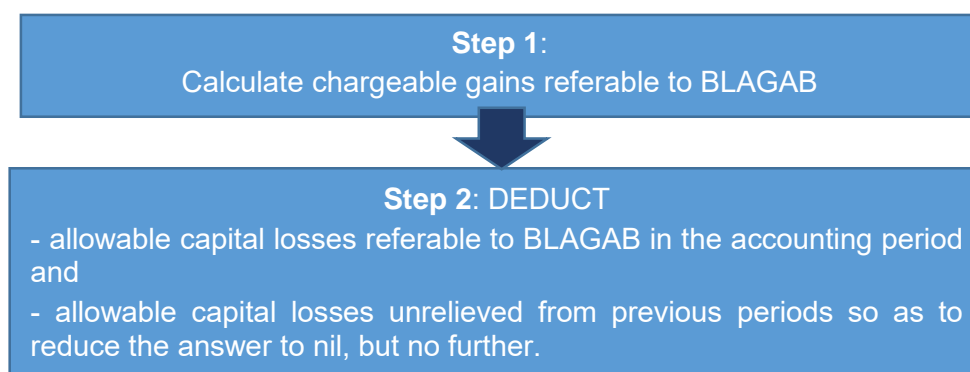 Step 1:
Calculate chargeable gains referable to BLAGAB
Step 2: DEDUCT
- allowable capital losses referable to BLAGAB in the accounting period
and
- allowable capital losses unrelieved from previous periods so as to
reduce the answer to nil, but no further.